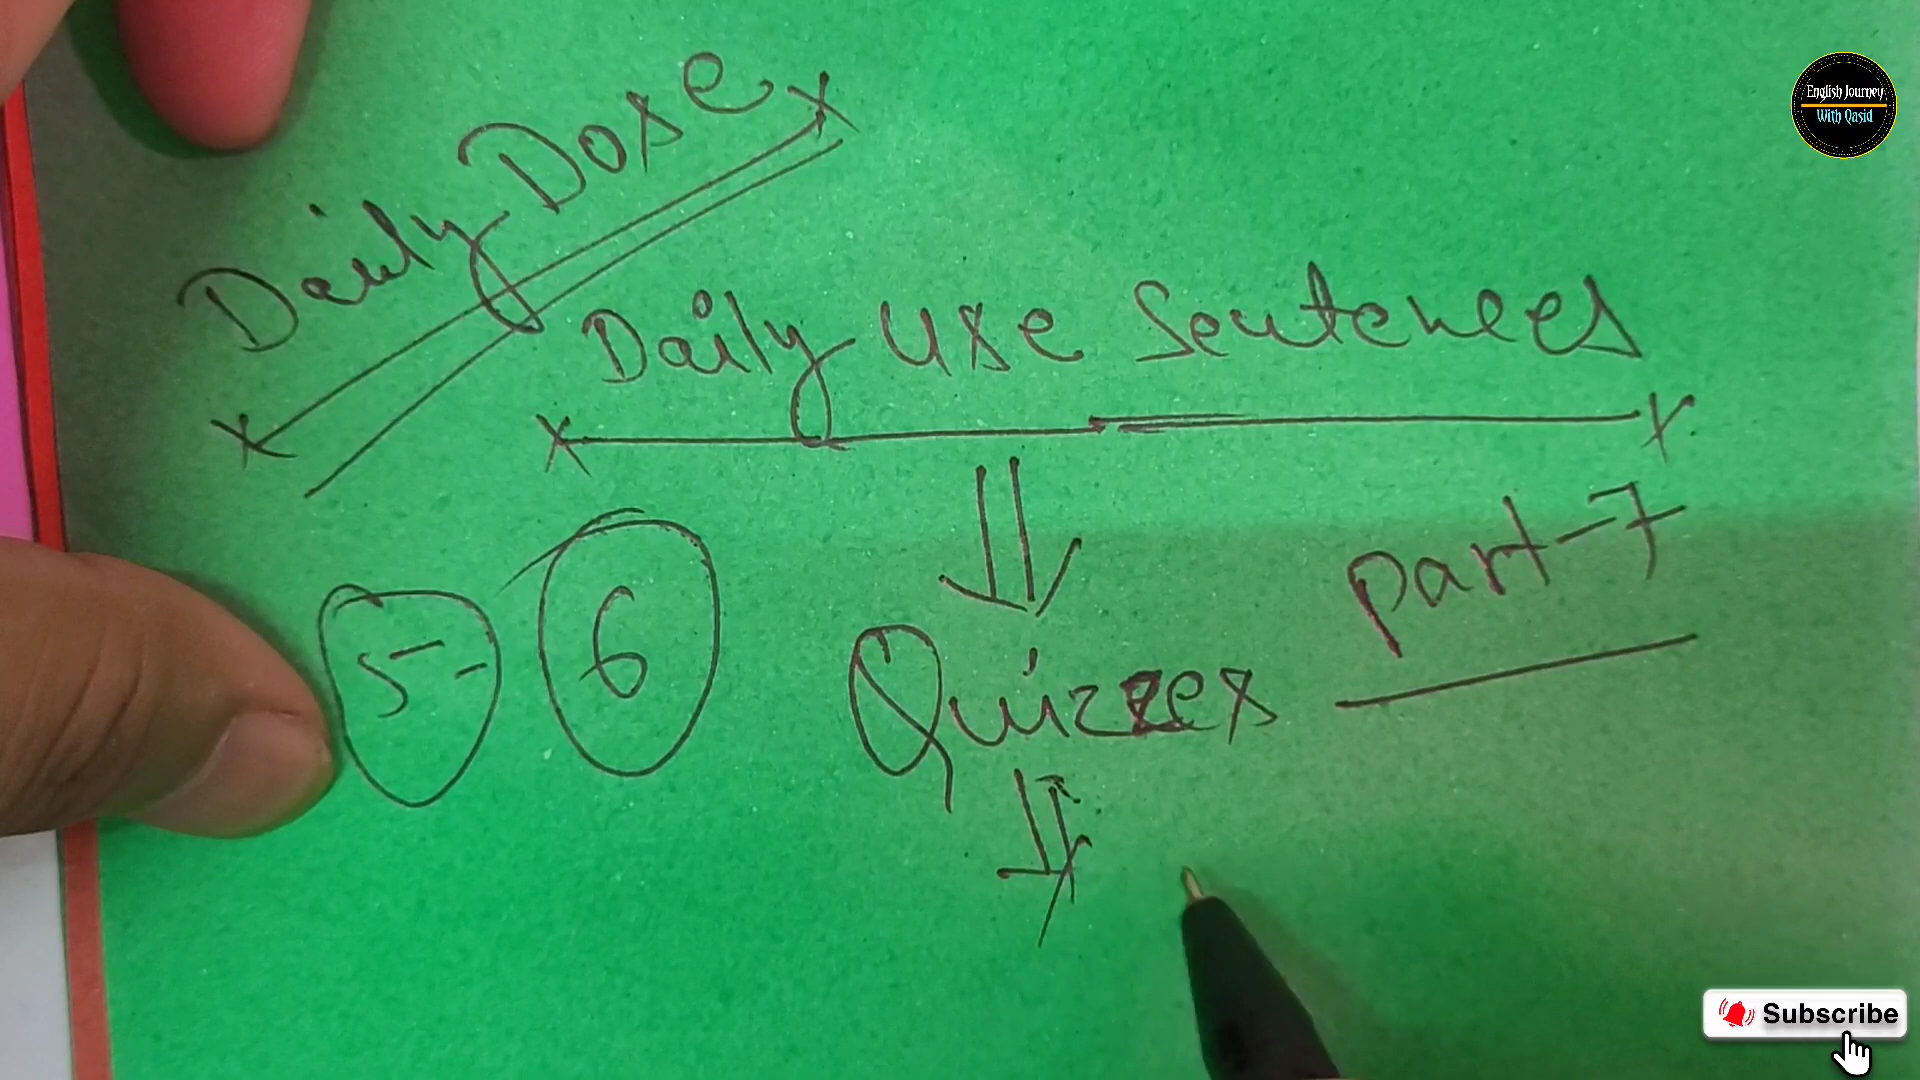 Daily Dose
Daily use Sentences
Part-7
5-
6
Quizzes
English Journey
With Qasid
Subscribe